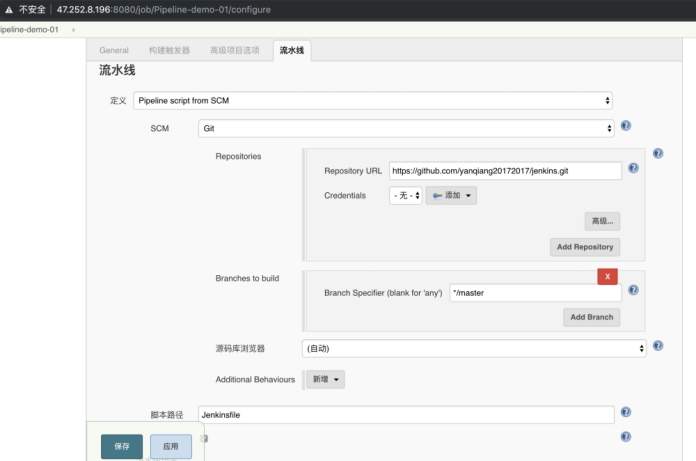 不安全 | 47.252.8.196:8080/job/Pipeline-demo-01/configure
ipeline-demo-01
General 构建触发器 高级项目选项 流水线
流水线
定义 Pipeline script from SCM
SCM Git
Repositories
Repository URL https://github.com/yanqiang20172017/jenkins.git
Credentials - 无 - 添加
高级...
Add Repository
Branches to build
X
Branch Specifier (blank for 'any') */master
Add Branch
源码库浏览器 (自动)
Additional Behaviours 新增
脚本路径 Jenkinsfile
保存 应用